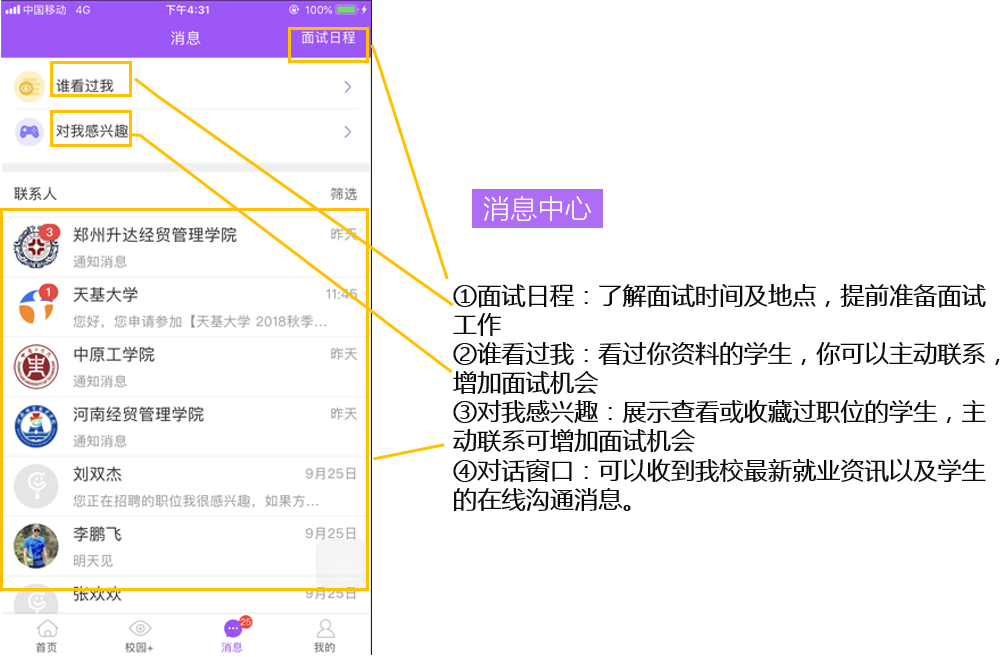 中国移动 4G 下午4:31 100%
消息 面试日程
谁看过我
对我感兴趣
联系人 筛选
3
郑州升达经贸管理学院 昨天
通知消息
1
天基大学 11:45
您好，您申请参加【天基大学 2018秋季...
中原工学院 昨天
通知消息
河南经贸管理学院 昨天
通知消息
刘双杰 9月25日
您正在招聘的职位我很感兴趣，如果方...
李鹏飞 9月25日
明天见
张欢欢 9月25日
25
首页 校园+ 消息 我的
消息中心
①面试日程：了解面试时间及地点，提前准备面试
工作
②谁看过我：看过你资料的学生，你可以主动联系，
增加面试机会
③对我感兴趣：展示查看或收藏过职位的学生，主
动联系可增加面试机会
④对话窗口：可以收到我校最新就业资讯以及学生
的在线沟通消息。